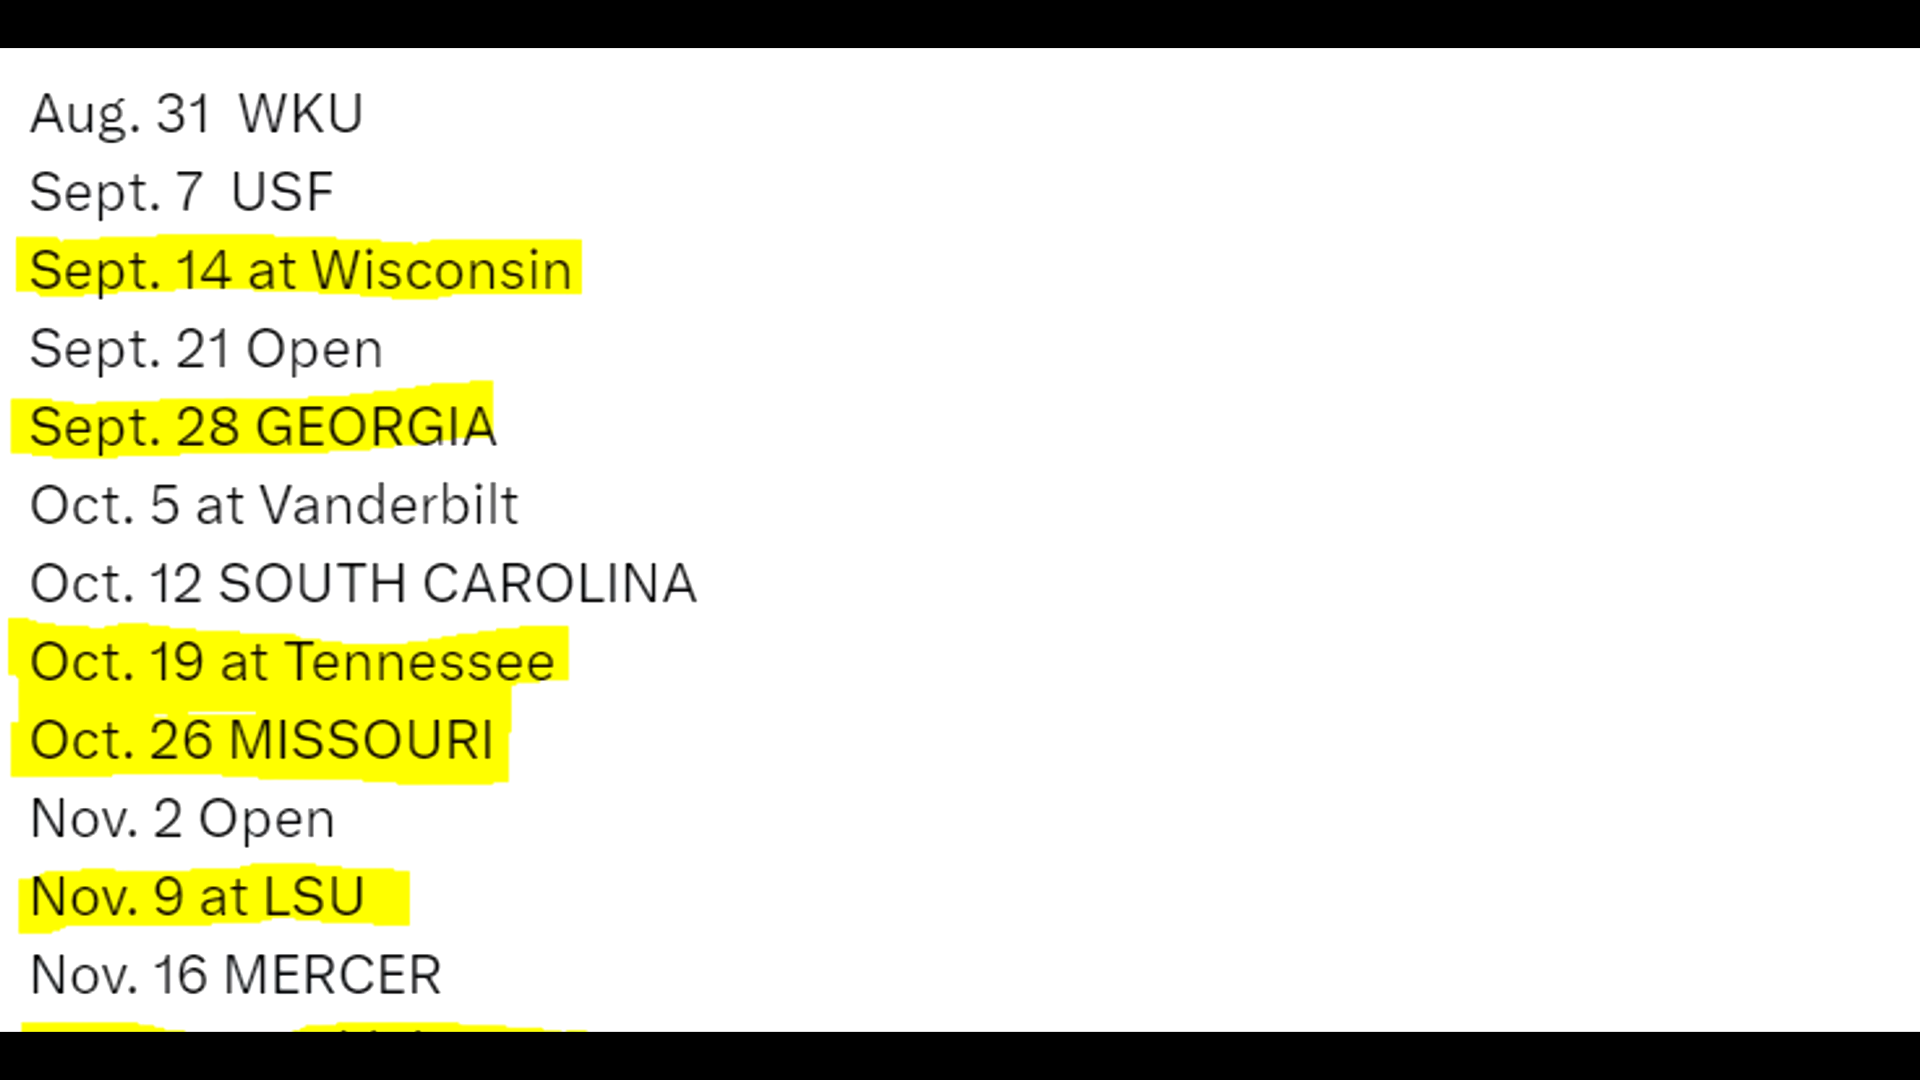 Aug. 31 WKU
Sept. 7 USF
Sept. 14 at Wisconsin
Sept. 21 Open
Sept. 28 GEORGIA
Oct. 5 at Vanderbilt
Oct. 12 SOUTH CAROLINA
Oct. 19 at Tennessee
Oct. 26 MISSOURI
Nov. 2 Open
Nov. 9 at LSU
Nov. 16 MERCER